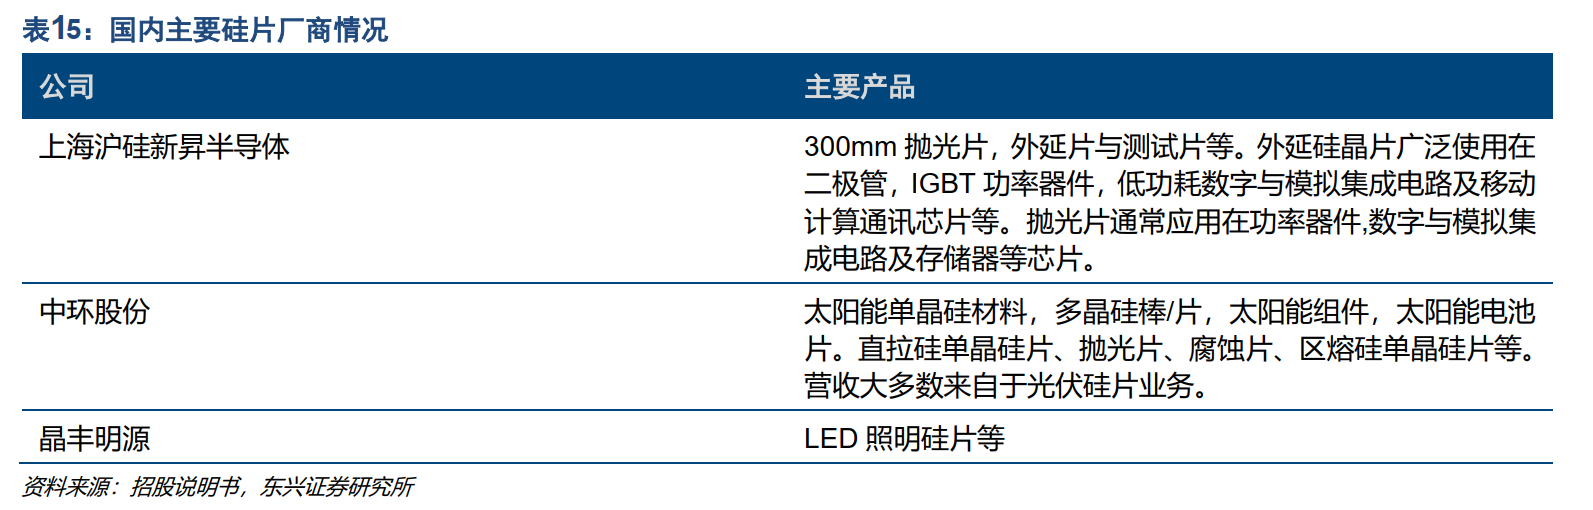 表15：国内主要硅片厂商情况
公司 主要产品
上海沪硅新昇半导体
300mm 抛光片，外延片与测试片等。外延硅晶片广泛使用在
二极管，IGBT 功率器件，低功耗数字与模拟集成电路及移动
计算通讯芯片等。抛光片通常应用在功率器件,数字与模拟集
成电路及存储器等芯片。
中环股份
太阳能单晶硅材料，多晶硅棒/片，太阳能组件，太阳能电池
片。直拉硅单晶硅片、抛光片、腐蚀片、区熔硅单晶硅片等。
营收大多数来自于光伏硅片业务。
晶丰明源 LED 照明硅片等
资料来源：招股说明书，东兴证券研究所